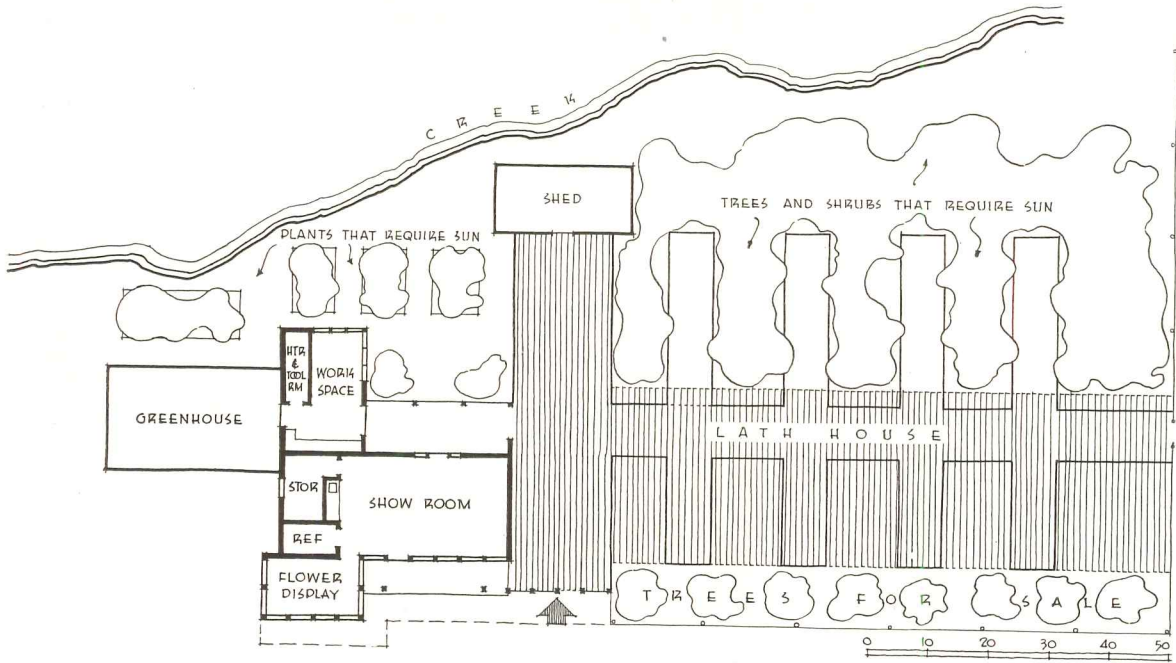 CREEK
SHED
TREES AND SHRUBS THAT REQUIRE SUN
PLANTS THAT REQUIRE SUN
HTR
&
TOOL
RM
WORK
SPACE
GREENHOUSE
LATH HOUSE
STOR
SHOW ROOM
REF
FLOWER
DISPLAY
TREES FOR SALE
0 10 20 30 40 50